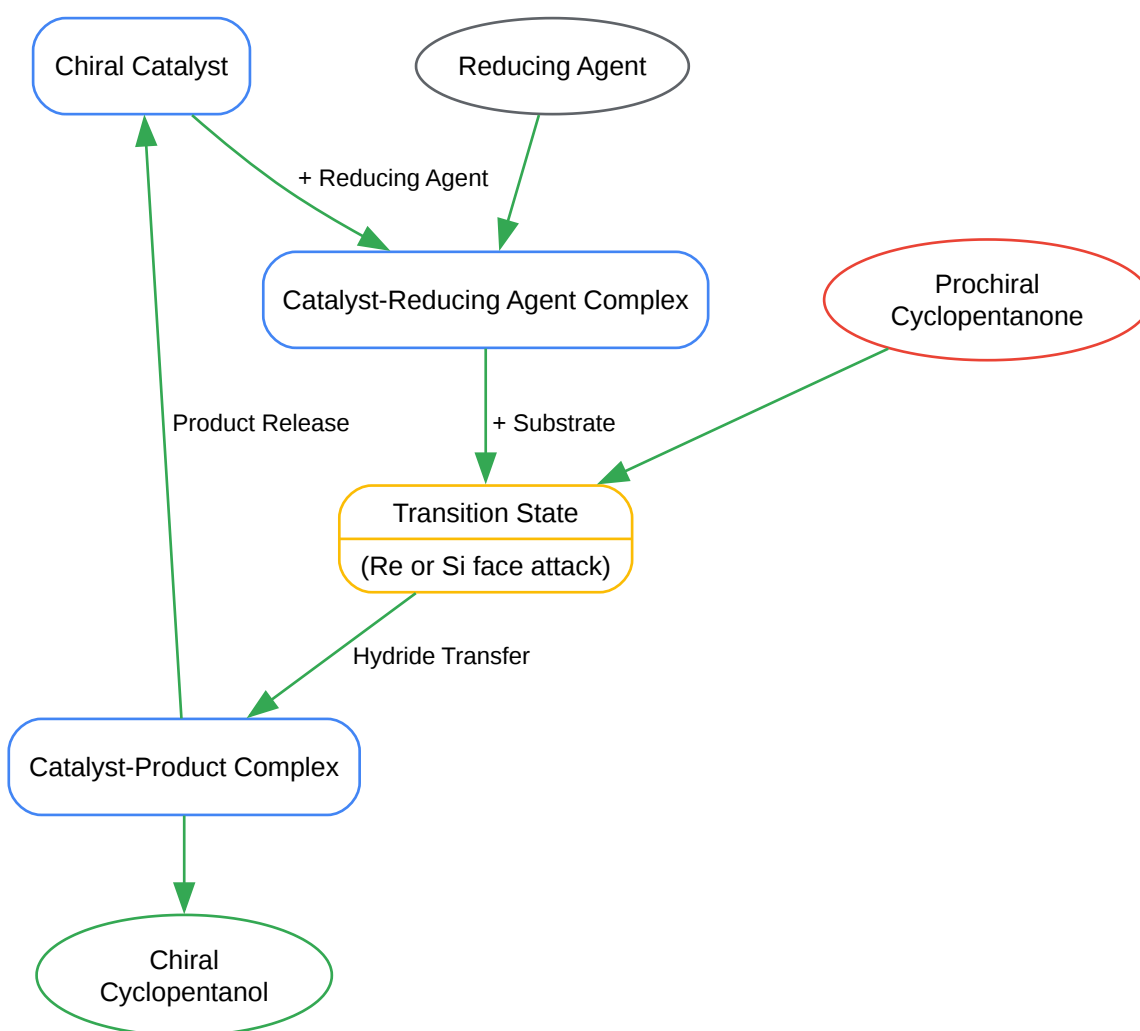 Chiral Catalyst
Reducing Agent
+ Reducing Agent
Catalyst-Reducing Agent Complex
Prochiral
Cyclopentanone
Product Release
+ Substrate
Transition State
(Re or Si face attack)
Hydride Transfer
Catalyst-Product Complex
Chiral
Cyclopentanol